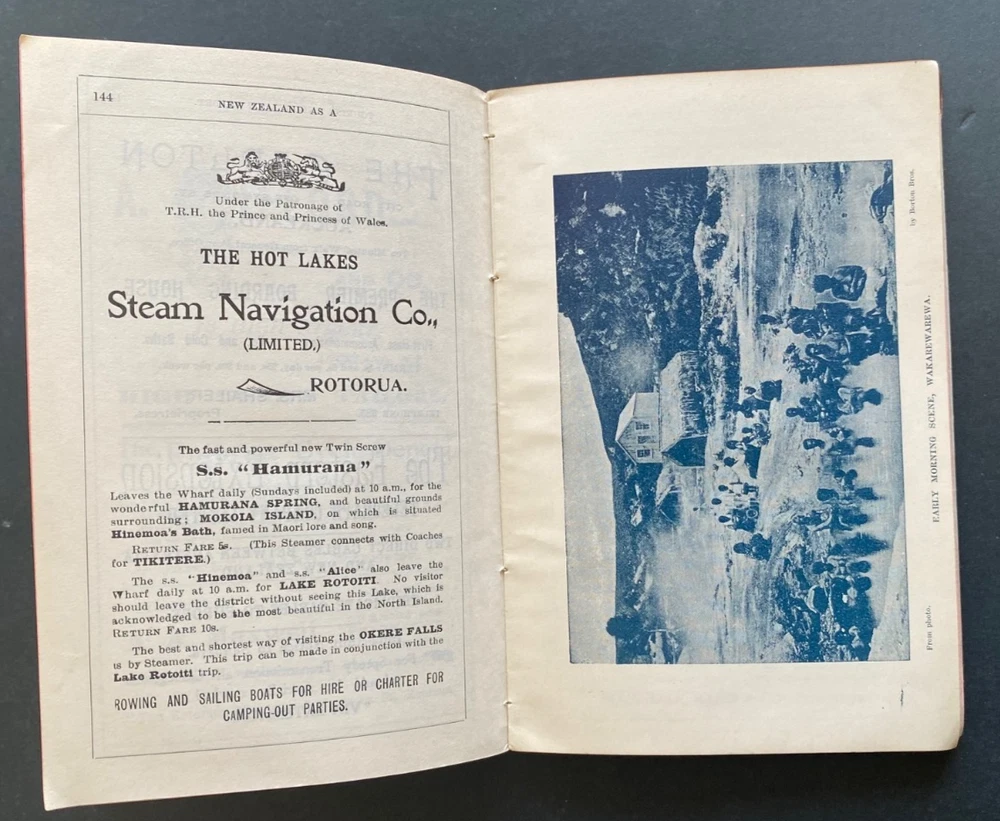 144
NEW ZEALAND AS A
Under the Patronage of
T.R.H. the Prince and Princess of Wales.
THE HOT LAKES
Steam Navigation Co.,
(LIMITED,)
ROTORUA.
The fast and powerful new Twin Screw
S.s. "Hamurana"
Leaves the Wharf daily (Sundays included) at 10 a.m., for the
wonderful HAMURANA SPRING, and beautiful grounds
surrounding; MOKOIA ISLAND, on which is situated
Hinemoa's Bath, famed in Maori lore and song.
RETURN FARE 5s. (This Steamer connects with Coaches
for TIKITERE.)
The s.s. "Hinemoa" and s.s. "Alice" also leave the
Wharf daily at 10 a.m. for LAKE ROTOITI. No visitor
should leave the district without seeing this Lake, which is
acknowledged to be the most beautiful in the North Island.
RETURN FARE 10s.
The best and shortest way of visiting the OKERE FALLS
is by Steamer. This trip can be made in conjunction with the
Lake Rotoiti trip.
ROWING AND SAILING BOATS FOR HIRE OR CHARTER FOR
CAMPING-OUT PARTIES.
From photo.
by Burton Bros.
EARLY MORNING SCENE, WAKAREWAREWA.